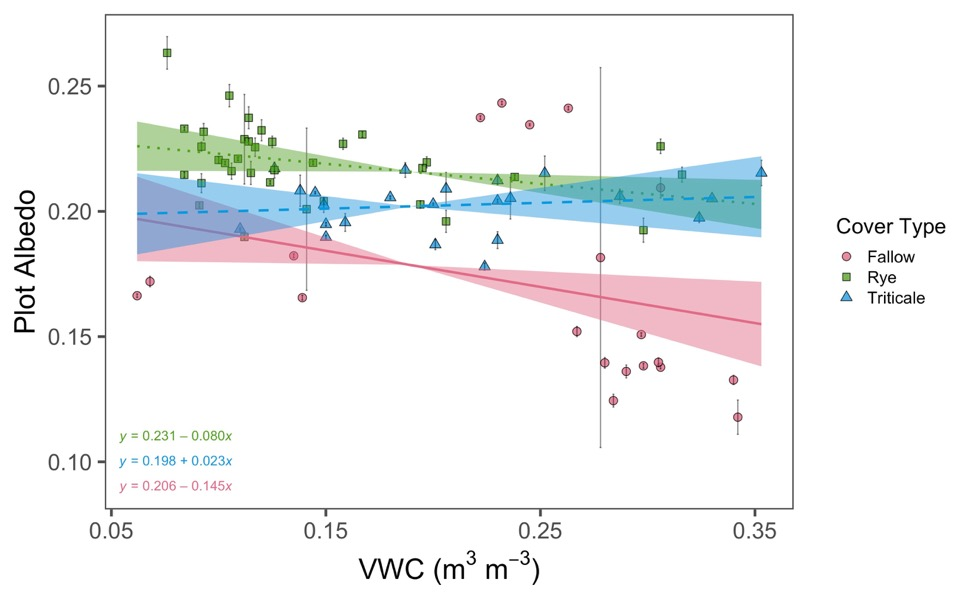 Plot Albedo
0.25
0.20
0.15
0.10
y = 0.231 – 0.080x
y = 0.198 + 0.023x
y = 0.206 – 0.145x
0.05 0.15 0.25 0.35
VWC (m³ m⁻³)
Cover Type
Fallow
Rye
Triticale